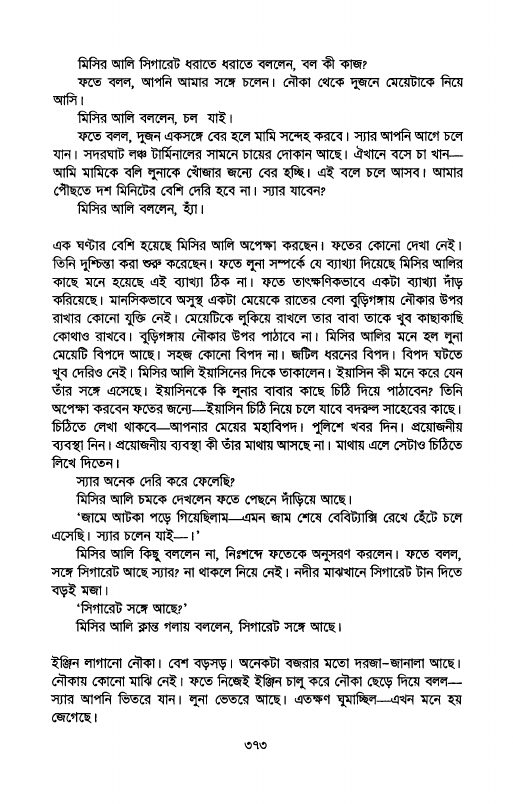 মিসির আলি সিগারেট ধরাতে ধরাতে বললেন, বল কী কাজ?
ফতে বলল, আপনি আমার সঙ্গে চলেন। নৌকা থেকে দুজনে মেয়েটাকে নিয়ে
আসি।
মিসির আলি বললেন, চল যাই।
ফতে বলল, দুজন একসঙ্গে বের হলে মামি সন্দেহ করবে। স্যার আপনি আগে চলে
যান। সদরঘাট লঞ্চ টার্মিনালের সামনে চায়ের দোকান আছে। ঐখানে বসে চা খান—
আমি মামিকে বলি লুনাকে খোঁজার জন্যে বের হচ্ছি। এই বলে চলে আসব। আমার
পৌঁছতে দশ মিনিটের বেশি দেরি হবে না। স্যার যাবেন?
মিসির আলি বললেন, হ্যাঁ।
এক ঘণ্টার বেশি হয়েছে মিসির আলি অপেক্ষা করছেন। ফতের কোনো দেখা নেই।
তিনি দুশ্চিন্তা করা শুরু করেছেন। ফতে লুনা সম্পর্কে যে ব্যাখ্যা দিয়েছে মিসির আলির
কাছে মনে হয়েছে এই ব্যাখ্যা ঠিক না। ফতে তাৎক্ষণিকভাবে একটা ব্যাখ্যা দাঁড়
করিয়েছে। মানসিকভাবে অসুস্থ একটা মেয়েকে রাতের বেলা বুড়িগঙ্গায় নৌকার উপর
রাখার কোনো যুক্তি নেই। মেয়েটিকে লুকিয়ে রাখলে তার বাবা তাকে খুব কাছাকাছি
কোথাও রাখবে। বুড়িগঙ্গায় নৌকার উপর পাঠাবে না। মিসির আলির মনে হল লুনা
মেয়েটি বিপদে আছে। সহজ কোনো বিপদ না। জটিল ধরনের বিপদ। বিপদ ঘটতে
খুব দেরিও নেই। মিসির আলি ইয়াসিনের দিকে তাকালেন। ইয়াসিন কী মনে করে যেন
তাঁর সঙ্গে এসেছে। ইয়াসিনকে কি লুনার বাবার কাছে চিঠি দিয়ে পাঠাবেন? তিনি
অপেক্ষা করবেন ফতের জন্যে—ইয়াসিন চিঠি নিয়ে চলে যাবে বদরুল সাহেবের কাছে।
চিঠিতে লেখা থাকবে—আপনার মেয়ের মহাবিপদ। পুলিশে খবর দিন। প্রয়োজনীয়
ব্যবস্থা নিন। প্রয়োজনীয় ব্যবস্থা কী তাঁর মাথায় আসছে না। মাথায় এলে সেটাও চিঠিতে
লিখে দিতেন।
স্যার অনেক দেরি করে ফেলেছি?
মিসির আলি চমকে দেখলেন ফতে পেছনে দাঁড়িয়ে আছে।
‘জামে আটকা পড়ে গিয়েছিলাম—এমন জাম শেষে বেবিট্যাক্সি রেখে হেঁটে চলে
এসেছি। স্যার চলেন যাই—।’
মিসির আলি কিছু বললেন না, নিঃশব্দে ফতেকে অনুসরণ করলেন। ফতে বলল,
সঙ্গে সিগারেট আছে স্যার? না থাকলে নিয়ে নেই। নদীর মাঝখানে সিগারেট টান দিতে
বড়ই মজা।
‘সিগারেট সঙ্গে আছে?’
মিসির আলি ক্লান্ত গলায় বললেন, সিগারেট সঙ্গে আছে।
ইঞ্জিন লাগানো নৌকা। বেশ বড়সড়। অনেকটা বজরার মতো দরজা-জানালা আছে।
নৌকায় কোনো মাঝি নেই। ফতে নিজেই ইঞ্জিন চালু করে নৌকা ছেড়ে দিয়ে বলল—
স্যার আপনি ভিতরে যান। লুনা ভেতরে আছে। এতক্ষণ ঘুমাচ্ছিল—এখন মনে হয়
জেগেছে।
৩৭৩